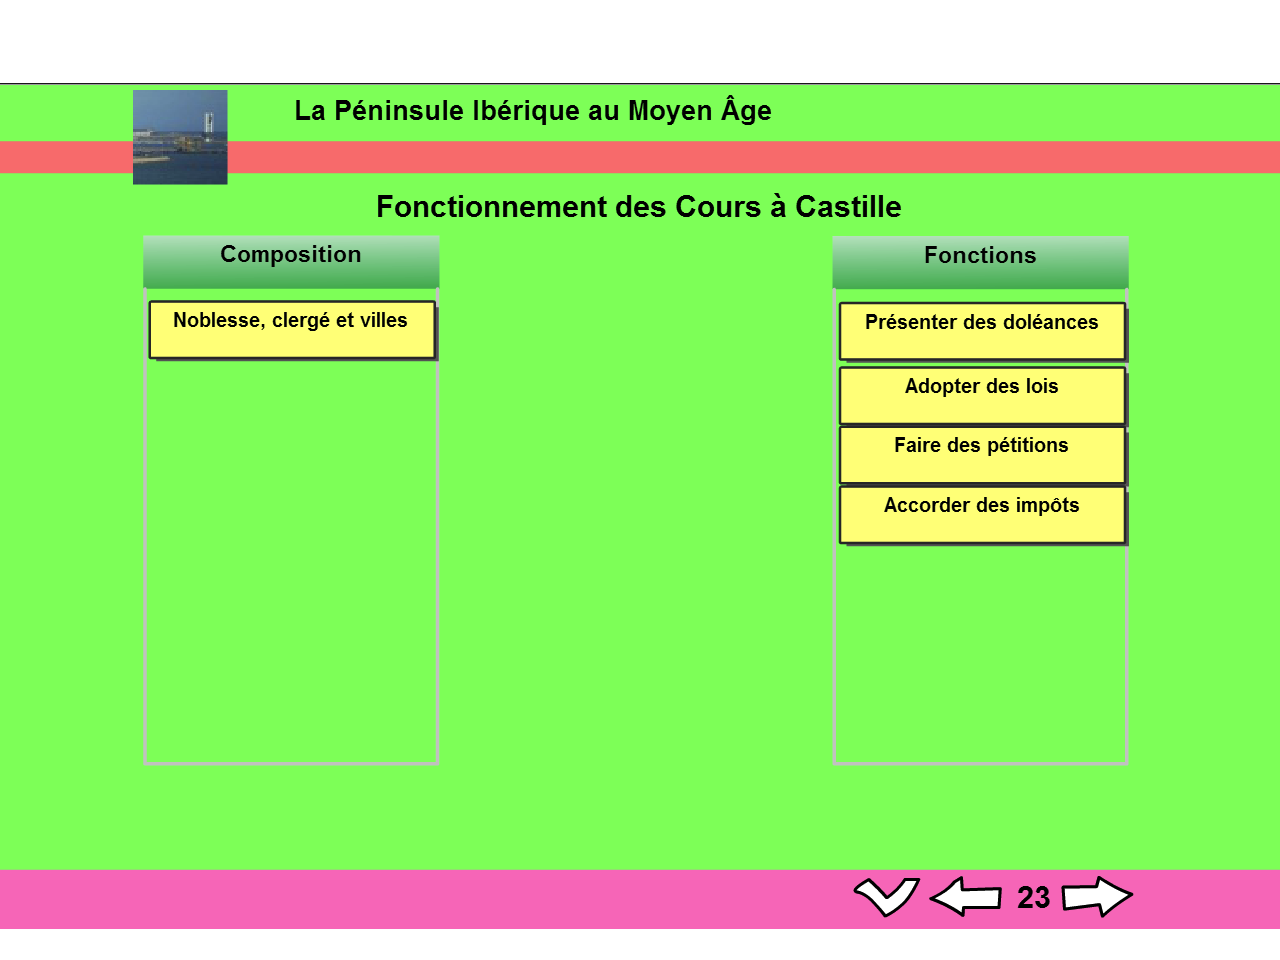 La Péninsule Ibérique au Moyen Âge
Fonctionnement des Cours à Castille
Composition
Noblesse, clergé et villes
Fonctions
Présenter des doléances
Adopter des lois
Faire des pétitions
Accorder des impôts
23